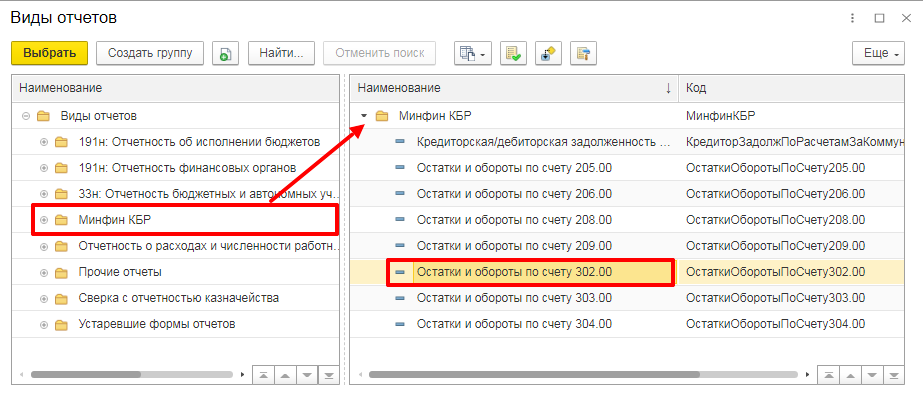 Виды отчетов
Выбрать Создать группу Найти... Отменить поиск Еще
Наименование
Виды отчетов
191н: Отчетность об исполнении бюджетов
191н: Отчетность финансовых органов
33н: Отчетность бюджетных и автономных уч...
Минфин КБР
Отчетность о расходах и численности работн...
Прочие отчеты
Сверка с отчетностью казначейства
Устаревшие формы отчетов
Наименование ↓ Код
Минфин КБР МинфинКБР
Кредиторская/дебиторская задолженность ... КредиторЗадолжПоРасчетамЗаКоммун
Остатки и обороты по счету 205.00 ОстаткиОборотыПоСчету205.00
Остатки и обороты по счету 206.00 ОстаткиОборотыПоСчету206.00
Остатки и обороты по счету 208.00 ОстаткиОборотыПоСчету208.00
Остатки и обороты по счету 209.00 ОстаткиОборотыПоСчету209.00
Остатки и обороты по счету 302.00 ОстаткиОборотыПоСчету302.00
Остатки и обороты по счету 303.00 ОстаткиОборотыПоСчету303.00
Остатки и обороты по счету 304.00 ОстаткиОборотыПоСчету304.00